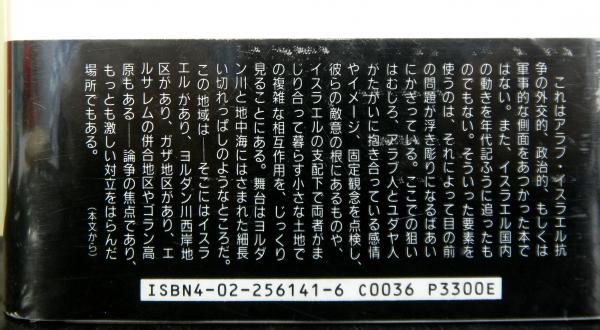 これはアラブ・イスラエル抗
争の外交的、政治的、もしくは
軍事的な側面をあつかった本で
はない。また、イスラエル国内
の動きを年代記ふうに追ったも
のでもない。そういった要素を
使うのは、それによって目の前
の問題が浮き彫りになるばあい
にかぎっている。ここでの狙い
はむしろ、アラブ人とユダヤ人
がたがいに抱き合っている感情
やイメージ、固定観念を点検し、
彼らの敵意の根にあるものや、
イスラエルの支配下で両者がま
じり合って暮らす小さな土地で
の複雑な相互作用を、じっくり
見ることにある。舞台はヨルダ
ン川と地中海にはさまれた細長
い切れっぱしのようなところだ。
この地域は——そこにはイスラ
エルがあり、ヨルダン川西岸地
区があり、ガザ地区があり、エ
ルサレムの併合地区やゴラン高
原もある——論争の焦点であり、
もっとも激しい対立をはらんだ
場所でもある。
(本文から)
ISBN4-02-256141-6 C0036 P3300E